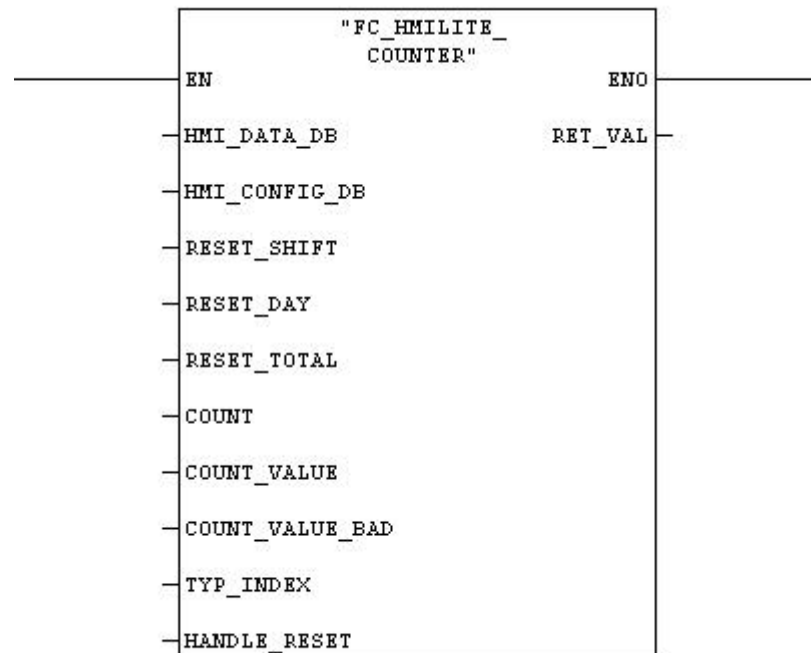 "FC_HMILITE_
COUNTER"
EN ENO
HMI_DATA_DB RET_VAL
HMI_CONFIG_DB
RESET_SHIFT
RESET_DAY
RESET_TOTAL
COUNT
COUNT_VALUE
COUNT_VALUE_BAD
TYP_INDEX
HANDLE_RESET